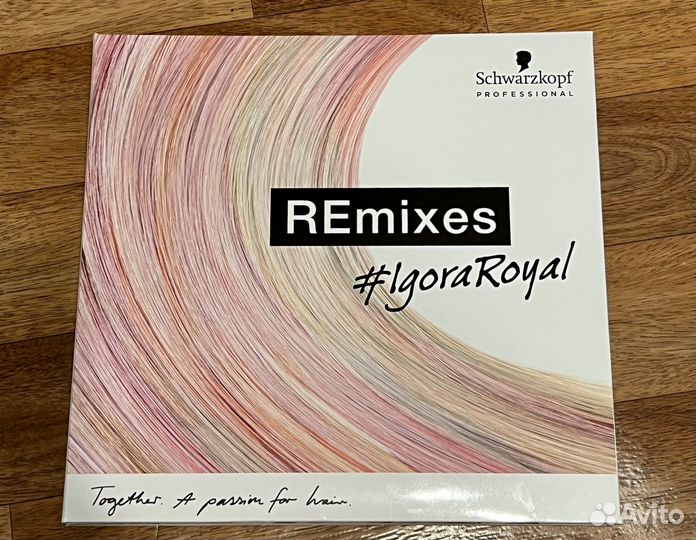 Schwarzkopf
PROFESSIONAL
REmixes
#IgoraRoyal
Together. A passion for hair.
Avito